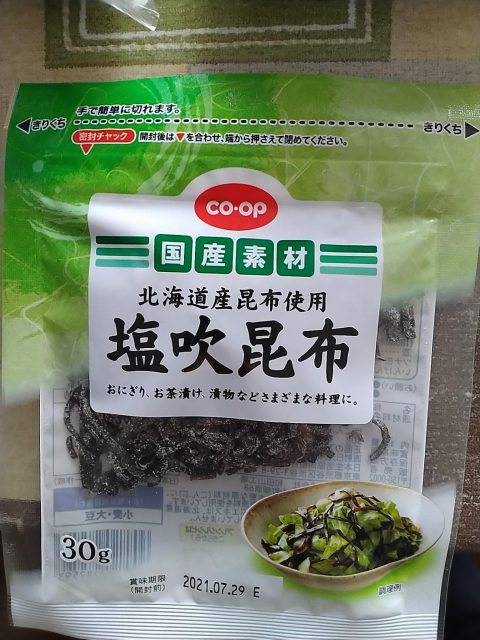 手で簡単に切れます。
きりくち
きりくち
密封チャック
開封後は▼を合わせ、端から押さえて閉めてください。
CO·OP
国産素材
北海道産昆布使用
塩吹昆布
おにぎり、お茶漬け、漬物などさまざまな料理に。
小麦・大豆
30g
賞味期限
(開封前)
2021.07.29 E
調理例